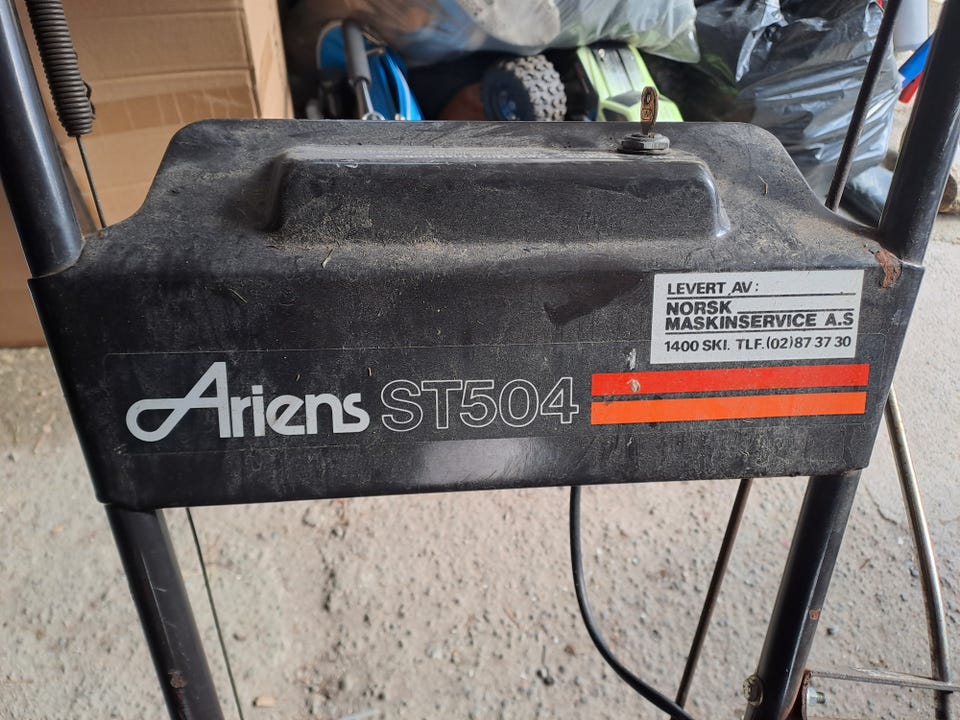 LEVERT AV:
NORSK
MASKINSERVICE A.S
1400 SKI. TLF. (02)87 37 30
Ariens ST504